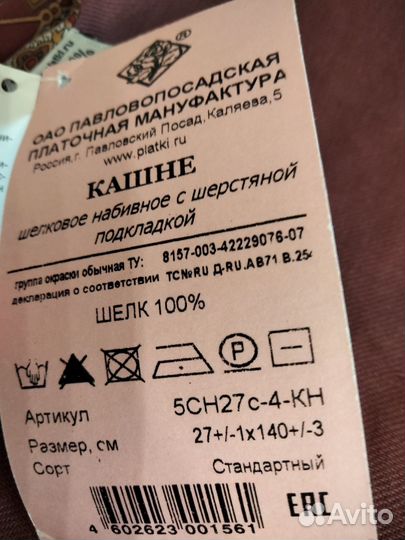 ®
ОАО ПАВЛОВОПОСАДСКАЯ
ПЛАТОЧНАЯ МАНУФАКТУРА
Россия, г. Павловский Посад, Каляева, 5
www.platki.ru
КАШНЕ
шелковое набивное с шерстяной
подкладкой
группа окраски обычная ТУ: 8157-003-42229076-07
декларация о соответствии ТС№RU Д-RU.АВ71.В.254
ШЕЛК 100%
P
Артикул 5СН27с-4-КН
Размер, см 27+/-1х140+/-3
Сорт Стандартный
4 602623 001561
EAC
Avito